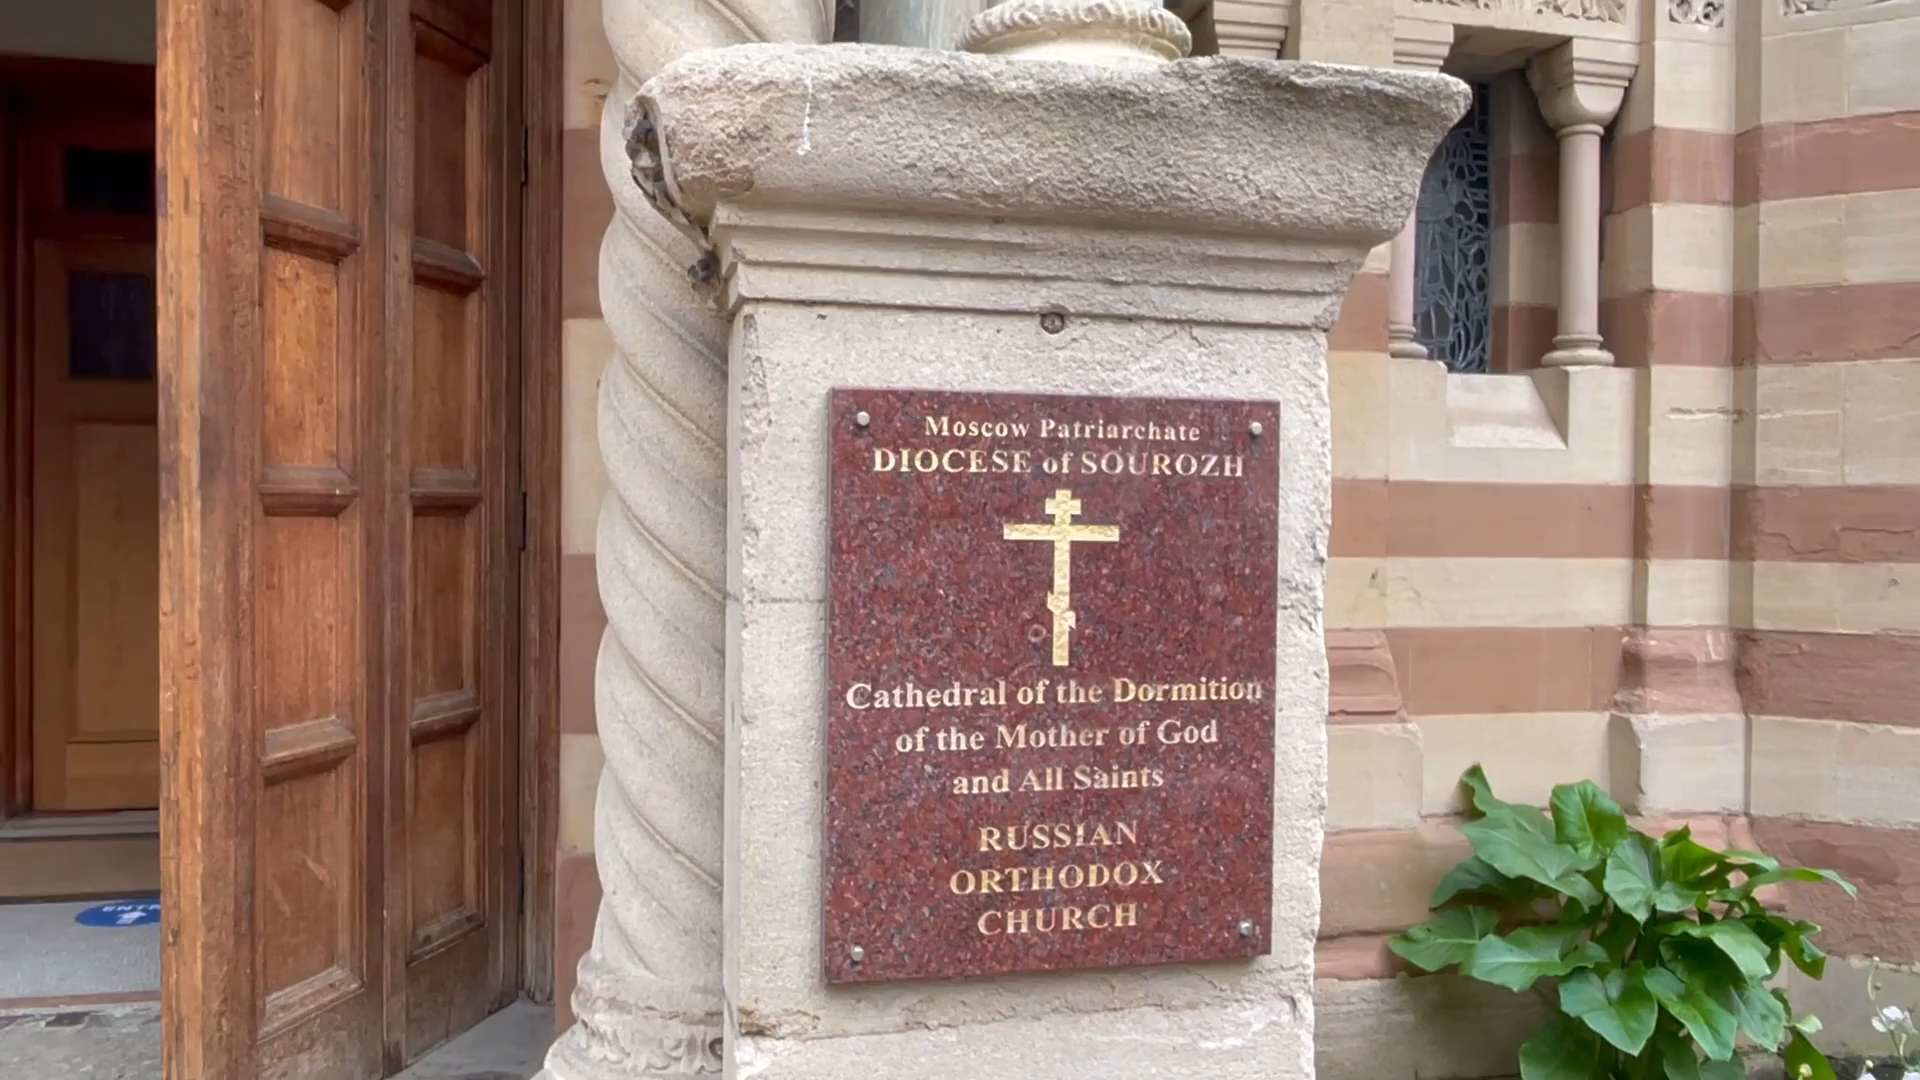 Moscow Patriarchate
DIOCESE of SOUROZH
Cathedral of the Dormition
of the Mother of God
and All Saints
RUSSIAN
ORTHODOX
CHURCH